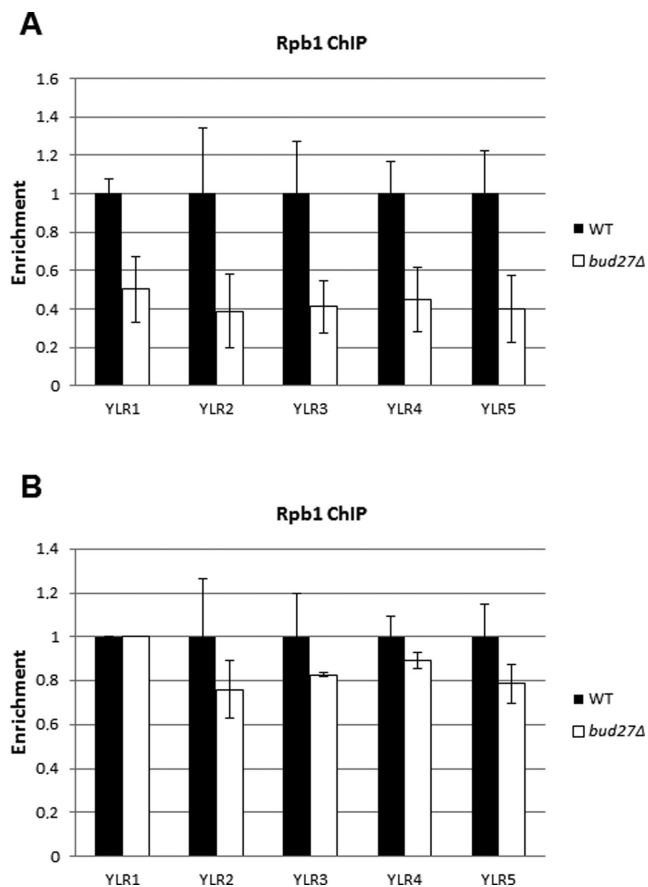 A
Rpb1 ChIP
1.6
1.4
1.2
1
0.8
0.6
0.4
0.2
0
Enrichment
YLR1 YLR2 YLR3 YLR4 YLR5
WT
bud27Δ
B
Rpb1 ChIP
1.4
1.2
1
0.8
0.6
0.4
0.2
0
Enrichment
YLR1 YLR2 YLR3 YLR4 YLR5
WT
bud27Δ